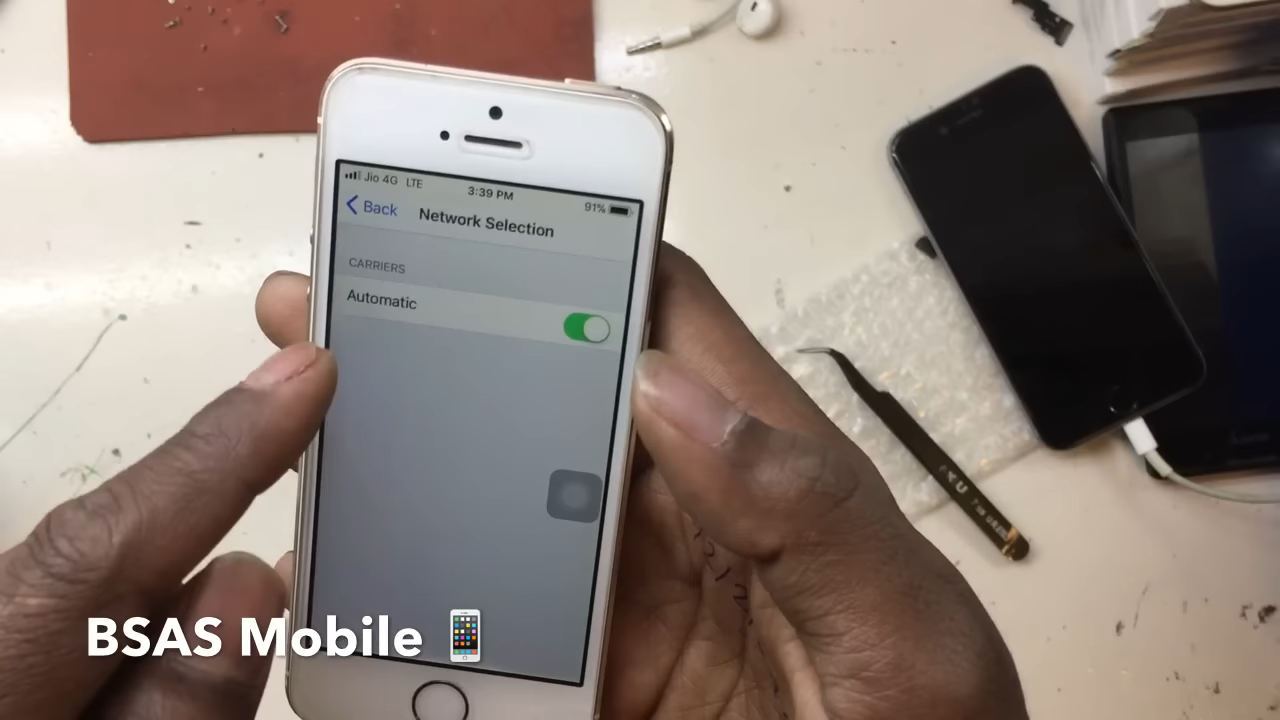 Jio 4G LTE
3:39 PM
91%
Back
Network Selection
CARRIERS
Automatic
BSAS Mobile 📱